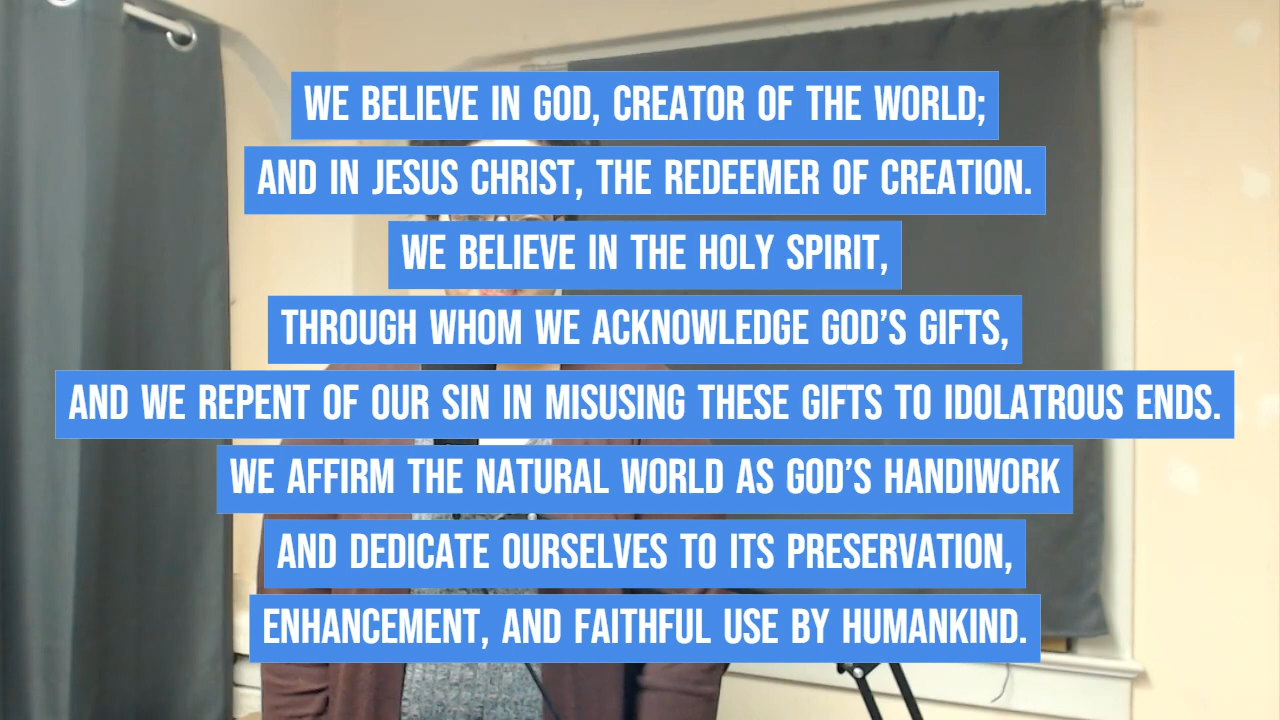 WE BELIEVE IN GOD, CREATOR OF THE WORLD;
AND IN JESUS CHRIST, THE REDEEMER OF CREATION.
WE BELIEVE IN THE HOLY SPIRIT,
THROUGH WHOM WE ACKNOWLEDGE GOD’S GIFTS,
AND WE REPENT OF OUR SIN IN MISUSING THESE GIFTS TO IDOLATROUS ENDS.
WE AFFIRM THE NATURAL WORLD AS GOD’S HANDIWORK
AND DEDICATE OURSELVES TO ITS PRESERVATION,
ENHANCEMENT, AND FAITHFUL USE BY HUMANKIND.